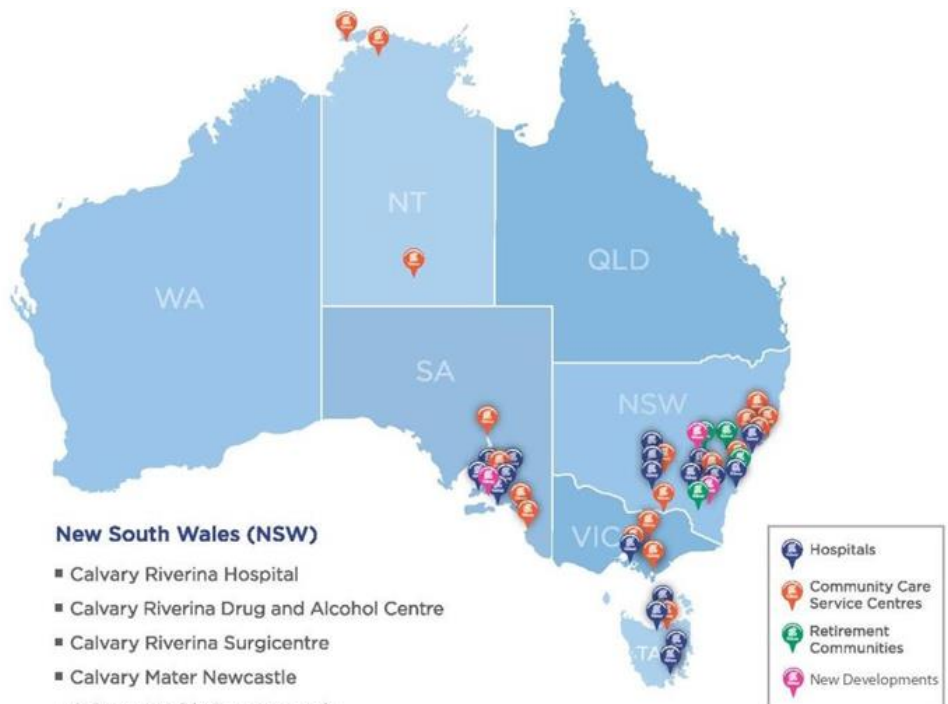 NT
QLD
WA
SA
NSW
VIC
TA
New South Wales (NSW)
▪ Calvary Riverina Hospital
▪ Calvary Riverina Drug and Alcohol Centre
▪ Calvary Riverina Surgicentre
▪ Calvary Mater Newcastle
Hospitals
Community Care
Service Centres
Retirement
Communities
New Developments